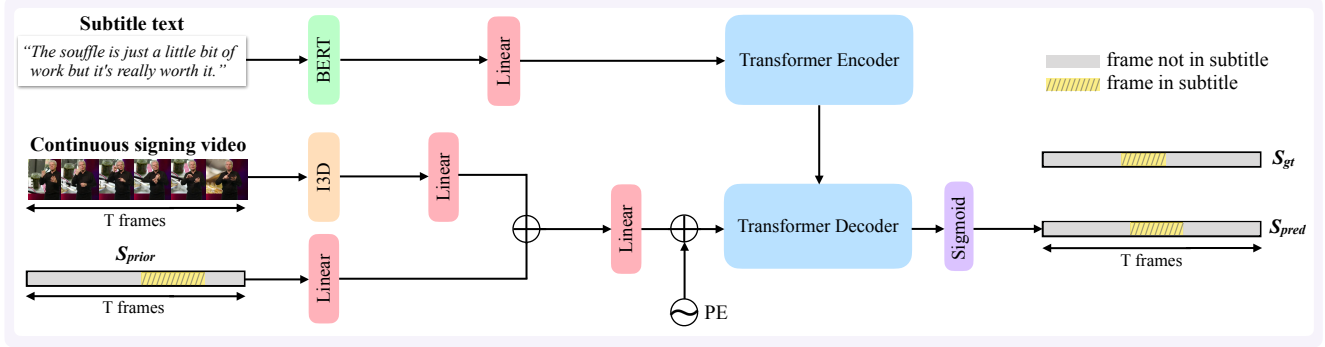 Subtitle text
“The souffle is just a little bit of
work but it's really worth it.”
BERT
Linear
Transformer Encoder
frame not in subtitle
frame in subtitle
Continuous signing video
T frames
I3D
Linear
S_prior
T frames
Linear
Linear
PE
Transformer Decoder
Sigmoid
S_gt
S_pred
T frames